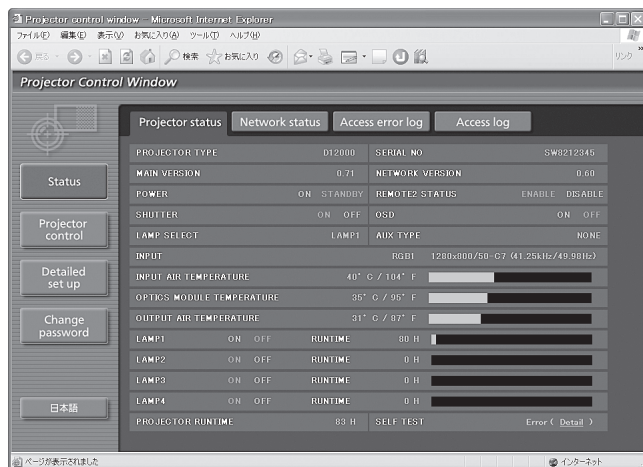 Projector control window - Microsoft Internet Explorer
ファイル(F) 編集(E) 表示(V) お気に入り(A) ツール(T) ヘルプ(H)
戻る 検索 お気に入り リンク
Projector Control Window
Projector status Network status Access error log Access log
Status
Projector control
Detailed set up
Change password
日本語
PROJECTOR TYPE D12000 SERIAL NO SW8212345
MAIN VERSION 0.71 NETWORK VERSION 0.60
POWER ON STANDBY REMOTE2 STATUS ENABLE DISABLE
SHUTTER ON OFF OSD ON OFF
LAMP SELECT LAMP1 AUX TYPE NONE
INPUT RGB1 1280x800/50-C7 (41.25kHz/49.98Hz)
INPUT AIR TEMPERATURE 40° C / 104° F
OPTICS MODULE TEMPERATURE 35° C / 95° F
OUTPUT AIR TEMPERATURE 31° C / 87° F
LAMP1 ON OFF RUNTIME 80 H
LAMP2 ON OFF RUNTIME 0 H
LAMP3 ON OFF RUNTIME 0 H
LAMP4 ON OFF RUNTIME 0 H
PROJECTOR RUNTIME 83 H SELF TEST Error ( Detail )
ページが表示されました インターネット